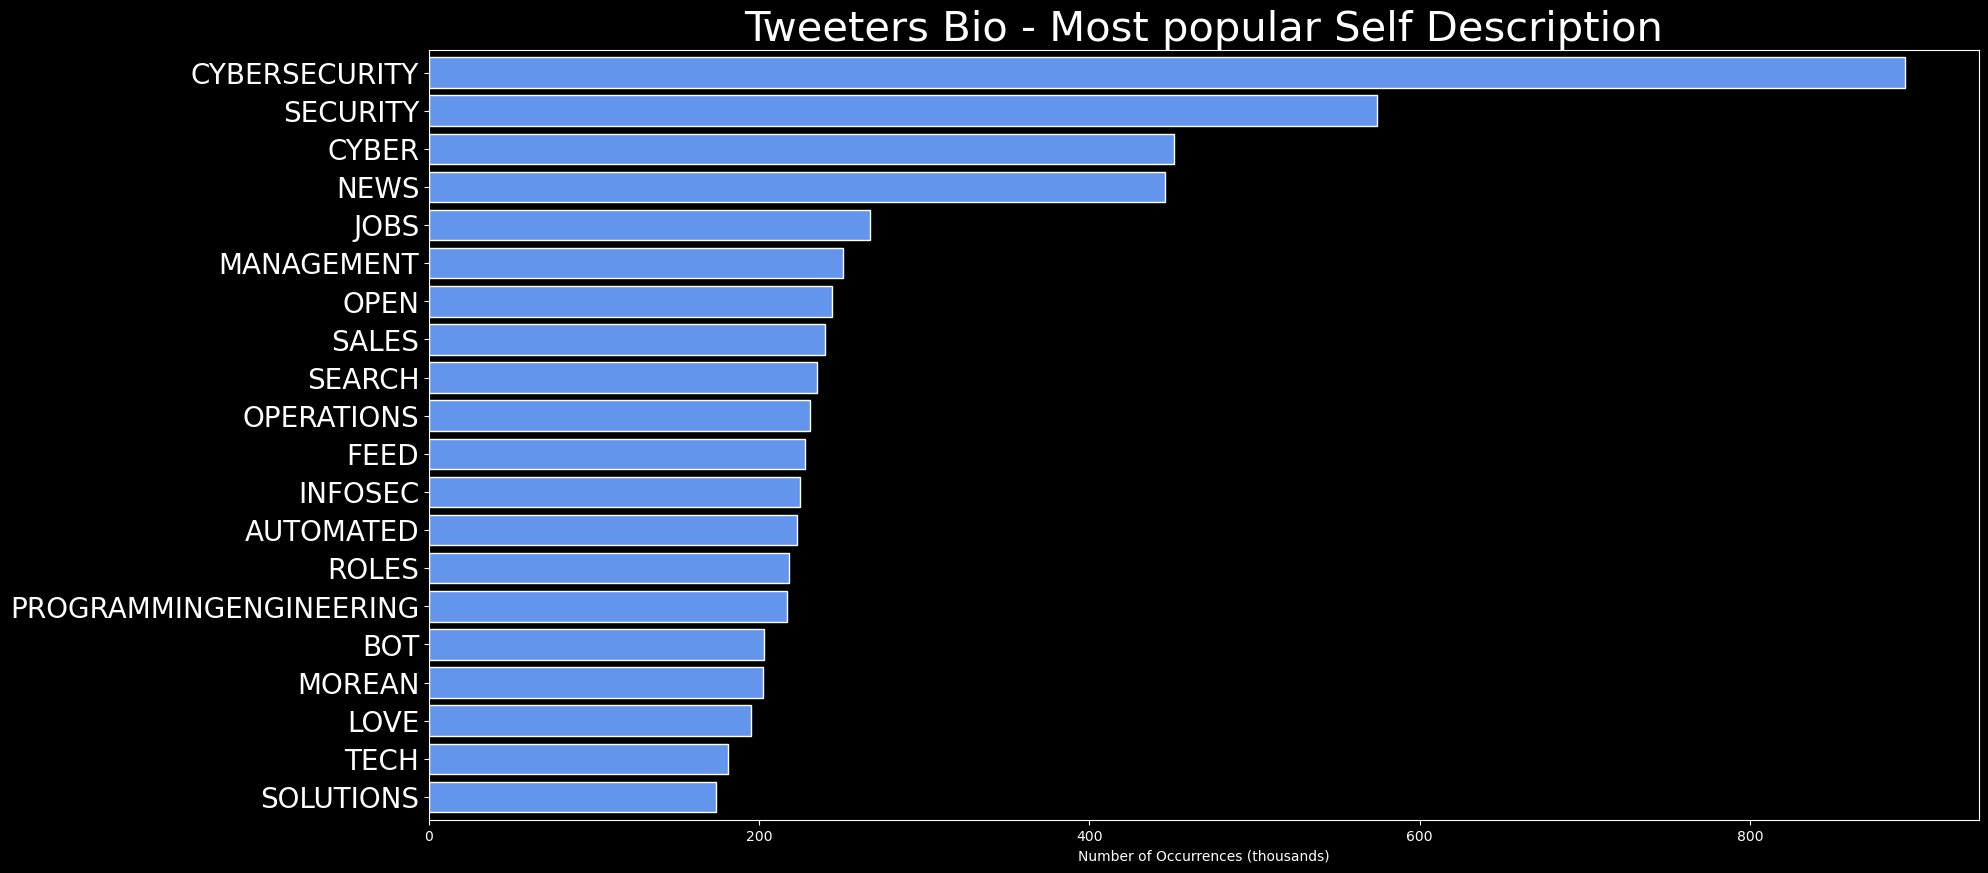 Tweeters Bio - Most popular Self Description
CYBERSECURITY
SECURITY
CYBER
NEWS
JOBS
MANAGEMENT
OPEN
SALES
SEARCH
OPERATIONS
FEED
INFOSEC
AUTOMATED
ROLES
PROGRAMMINGENGINEERING
BOT
MOREAN
LOVE
TECH
SOLUTIONS
0 200 400 600 800
Number of Occurrences (thousands)